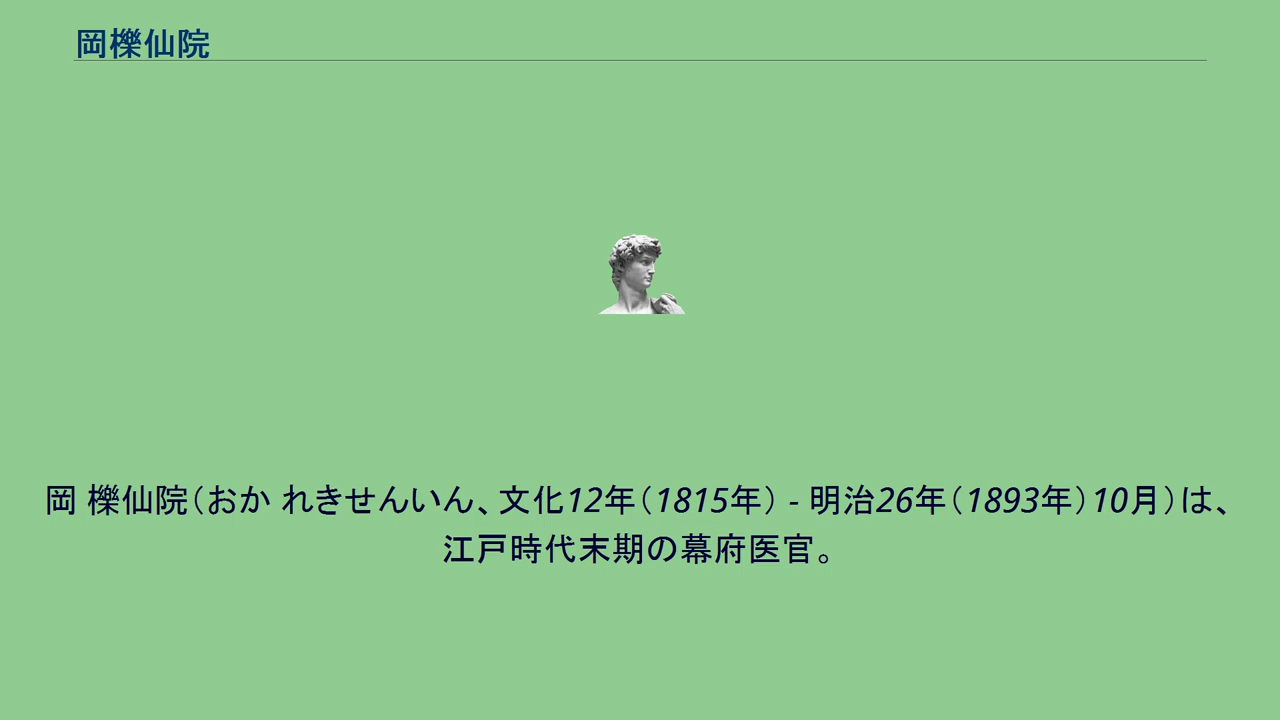 岡櫟仙院
岡 櫟仙院（おか れきせんいん、文化12年（1815年） - 明治26年（1893年）10月）は、
江戸時代末期の幕府医官。